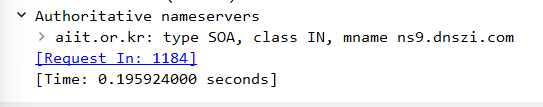 Authoritative nameservers
aiit.or.kr: type SOA, class IN, mname ns9.dnszi.com
[Request In: 1184]
[Time: 0.195924000 seconds]